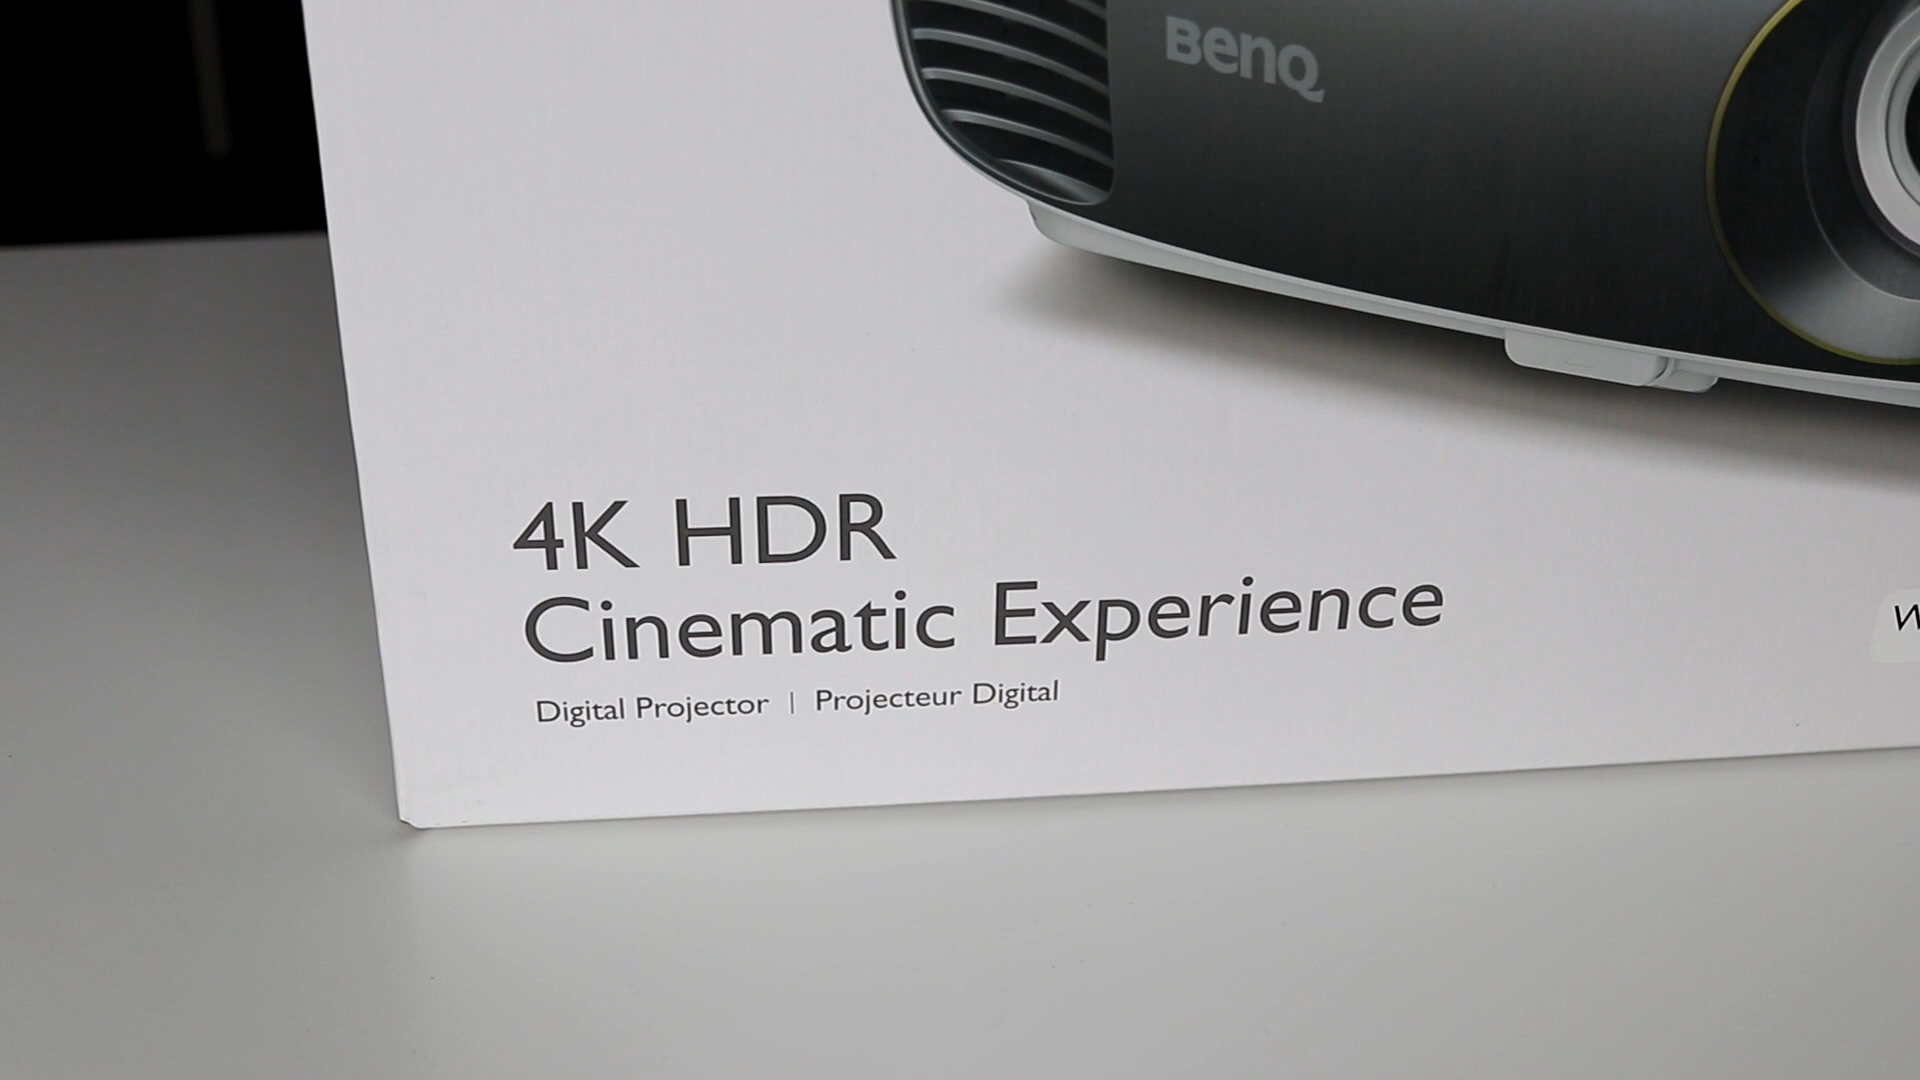 BenQ
4K HDR
Cinematic Experience
Digital Projector | Projecteur Digital